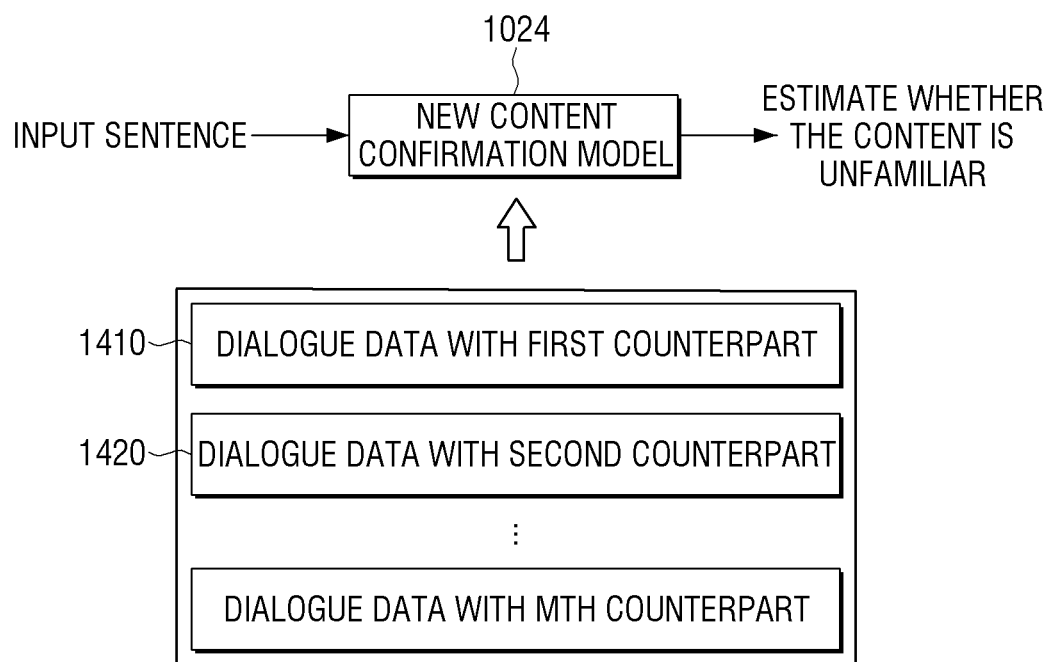 1024
INPUT SENTENCE
NEW CONTENT
CONFIRMATION MODEL
ESTIMATE WHETHER
THE CONTENT IS
UNFAMILIAR
1410
DIALOGUE DATA WITH FIRST COUNTERPART
1420
DIALOGUE DATA WITH SECOND COUNTERPART
⋮
DIALOGUE DATA WITH MTH COUNTERPART